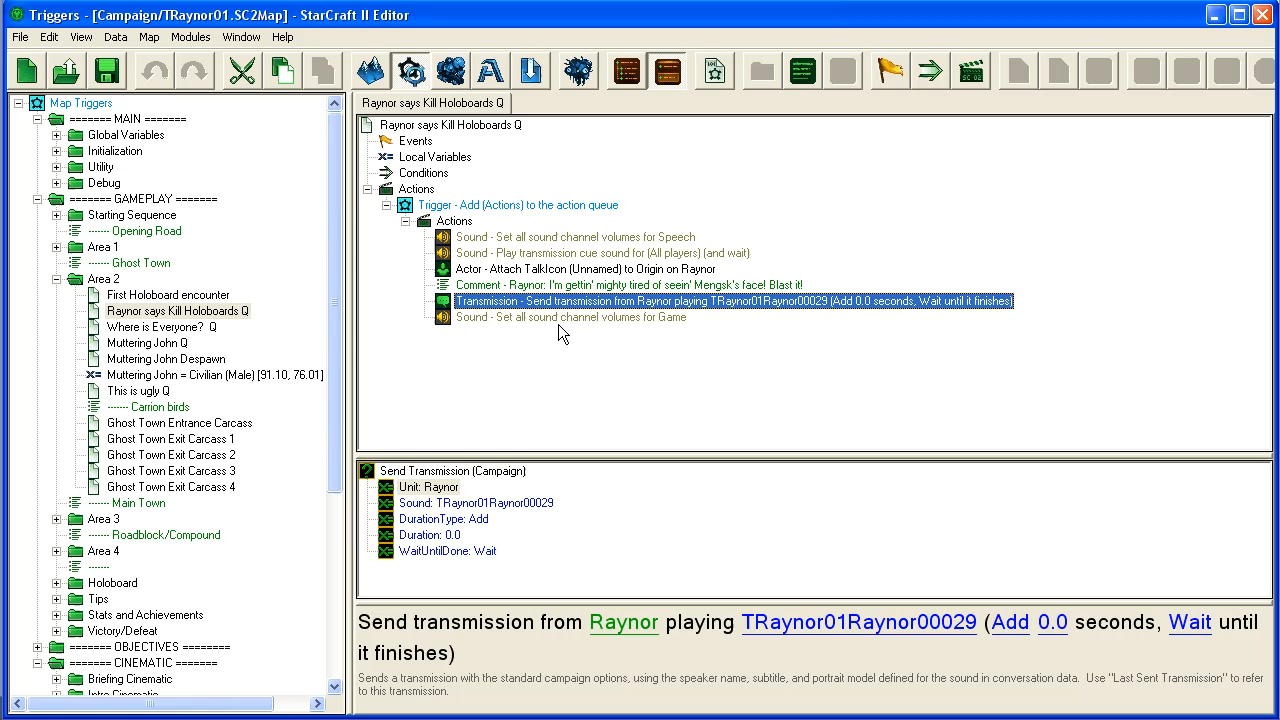 Triggers - [Campaign/TRaynor01.SC2Map] - StarCraft II Editor
File Edit View Data Map Modules Window Help
Map Triggers
======= MAIN =======
Global Variables
Initialization
Utility
Debug
======= GAMEPLAY =======
Starting Sequence
------ Opening Road
Area 1
------ Ghost Town
Area 2
First Holoboard encounter
Raynor says Kill Holoboards Q
Where is Everyone? Q
Muttering John Q
Muttering John Despawn
Muttering John = Civilian (Male) [91.10, 76.01]
This is ugly Q
------ Carrion birds
Ghost Town Entrance Carcass
Ghost Town Exit Carcass 1
Ghost Town Exit Carcass 2
Ghost Town Exit Carcass 3
Ghost Town Exit Carcass 4
------ Main Town
Area 3
------ Roadblock/Compound
Area 4
------
Holoboard
Tips
Stats and Achievements
Victory/Defeat
======= OBJECTIVES ========
======= CINEMATIC =======
Briefing Cinematic
Intro Cinematic
Raynor says Kill Holoboards Q
Raynor says Kill Holoboards Q
Events
Local Variables
Conditions
Actions
Trigger - Add (Actions) to the action queue
Actions
Sound - Set all sound channel volumes for Speech
Sound - Play transmission cue sound for (All players) (and wait)
Actor - Attach TalkIcon (Unnamed) to Origin on Raynor
Comment - Raynor: I'm gettin' mighty tired of seein' Mengsk's face! Blast it!
Transmission - Send transmission from Raynor playing TRaynor01Raynor00029 (Add 0.0 seconds, Wait until it finishes)
Sound - Set all sound channel volumes for Game
Send Transmission (Campaign)
Unit: Raynor
Sound: TRaynor01Raynor00029
DurationType: Add
Duration: 0.0
WaitUntilDone: Wait
Send transmission from Raynor playing TRaynor01Raynor00029 (Add 0.0 seconds, Wait until
it finishes)
Sends a transmission with the standard campaign options, using the speaker name, subtitle, and portrait model defined for the sound in conversation data. Use "Last Sent Transmission" to refer
to this transmission.